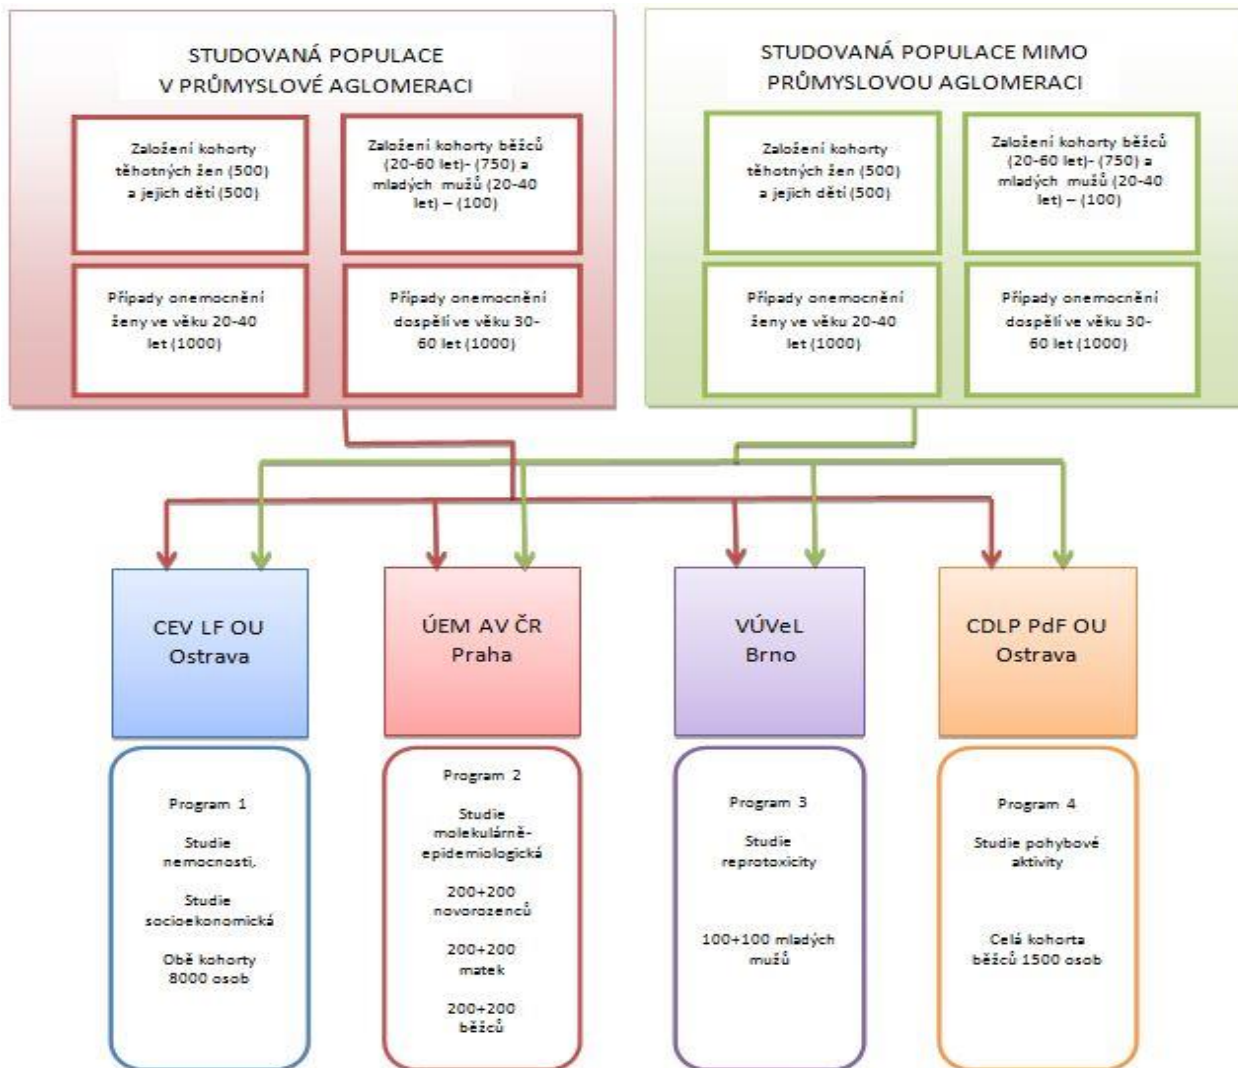 STUDOVANÁ POPULACE
V PRŮMYSLOVÉ AGLOMERACI
Založení kohorty
těhotných žen (500)
a jejich dětí (500)
Založení kohorty běžců
(20-60 let)- (750) a
mladých mužů (20-40
let) – (100)
Případy onemocnění
ženy ve věku 20-40
let (1000)
Případy onemocnění
dospělí ve věku 30-
60 let (1000)
STUDOVANÁ POPULACE MIMO
PRŮMYSLOVOU AGLOMERACI
Založení kohorty
těhotných žen (500)
a jejich dětí (500)
Založení kohorty běžců
(20-60 let)- (750) a
mladých mužů (20-40
let) – (100)
Případy onemocnění
ženy ve věku 20-40
let (1000)
Případy onemocnění
dospělí ve věku 30-
60 let (1000)
CEV LF OU
Ostrava
ÚEM AV ČR
Praha
VÚVeL
Brno
CDLP PdF OU
Ostrava
Program 1
Studie
nemocnosti,
Studie
socioekonomická
Obě kohorty
8000 osob
Program 2
Studie
molekulárně-
epidemiologická
200+200
novorozenců
200+200
matek
200+200
běžců
Program 3
Studie
reprotoxicity
100+100 mladých
mužů
Program 4
Studie pohybové
aktivity
Celá kohorta
běžců 1500 osob